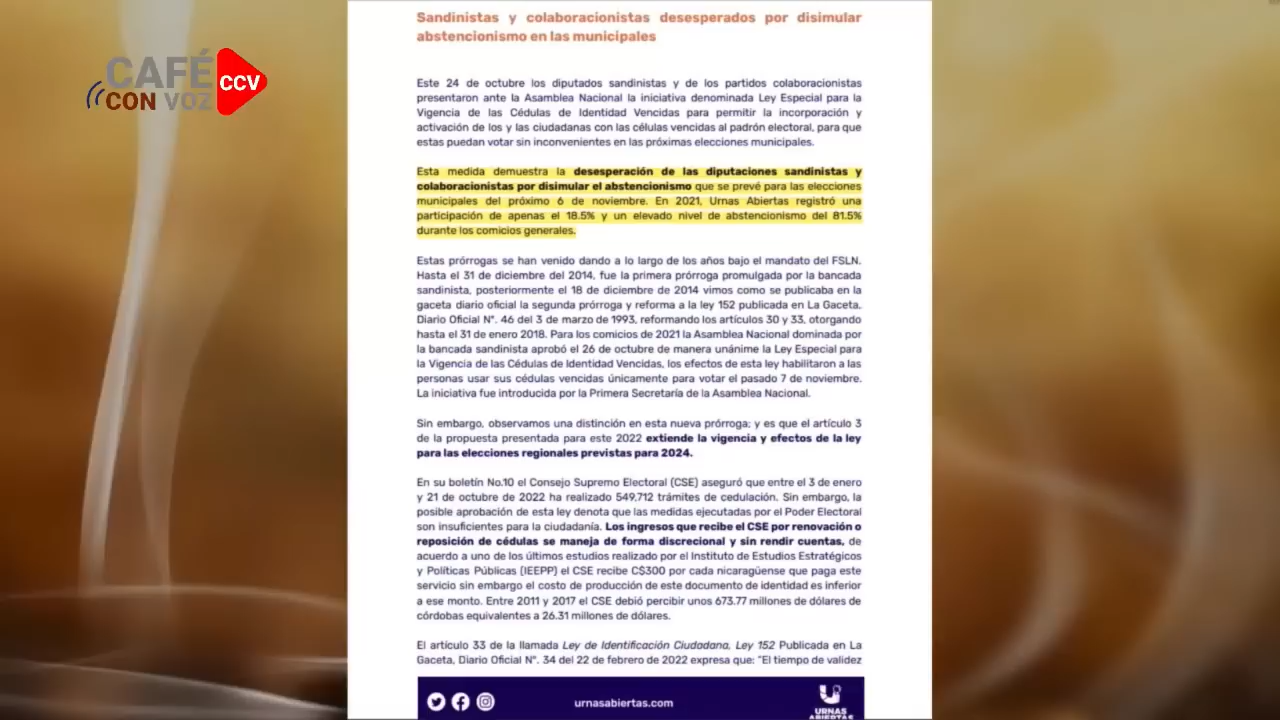 CAFÉ
CON VOZ
CCV
Sandinistas y colaboracionistas desesperados por disimular
abstencionismo en las municipales
Este 24 de octubre los diputados sandinistas y de los partidos colaboracionistas
presentaron ante la Asamblea Nacional la iniciativa denominada Ley Especial para la
Vigencia de las Cédulas de Identidad Vencidas para permitir la incorporación y
activación de los y las ciudadanas con las células vencidas al padrón electoral, para que
estas puedan votar sin inconvenientes en las próximas elecciones municipales.
Esta medida demuestra la desesperación de las diputaciones sandinistas y
colaboracionistas por disimular el abstencionismo que se prevé para las elecciones
municipales del próximo 6 de noviembre. En 2021, Urnas Abiertas registró una
participación de apenas el 18.5% y un elevado nivel de abstencionismo del 81.5%
durante los comicios generales.
Estas prórrogas se han venido dando a lo largo de los años bajo el mandato del FSLN.
Hasta el 31 de diciembre del 2014, fue la primera prórroga promulgada por la bancada
sandinista, posteriormente el 18 de diciembre de 2014 vimos como se publicaba en la
gaceta diario oficial la segunda prórroga y reforma a la ley 152 publicada en La Gaceta,
Diario Oficial N°. 46 del 3 de marzo de 1993, reformando los artículos 30 y 33, otorgando
hasta el 31 de enero 2018. Para los comicios de 2021 la Asamblea Nacional dominada por
la bancada sandinista aprobó el 26 de octubre de manera unánime la Ley Especial para
la Vigencia de las Cédulas de Identidad Vencidas, los efectos de esta ley habilitaron a las
personas usar sus cédulas vencidas únicamente para votar el pasado 7 de noviembre.
La iniciativa fue introducida por la Primera Secretaría de la Asamblea Nacional.
Sin embargo, observamos una distinción en esta nueva prórroga; y es que el artículo 3
de la propuesta presentada para este 2022 extiende la vigencia y efectos de la ley
para las elecciones regionales previstas para 2024.
En su boletín No.10 el Consejo Supremo Electoral (CSE) aseguró que entre el 3 de enero
y 21 de octubre de 2022 ha realizado 549,712 trámites de cedulación. Sin embargo, la
posible aprobación de esta ley denota que las medidas ejecutadas por el Poder Electoral
son insuficientes para la ciudadanía. Los ingresos que recibe el CSE por renovación o
reposición de cédulas se maneja de forma discrecional y sin rendir cuentas, de
acuerdo a uno de los últimos estudios realizado por el Instituto de Estudios Estratégicos
y Políticas Públicas (IEEPP) el CSE recibe C$300 por cada nicaragüense que paga este
servicio sin embargo el costo de producción de este documento de identidad es inferior
a ese monto. Entre 2011 y 2017 el CSE debió percibir unos 673.77 millones de dólares de
córdobas equivalentes a 26.31 millones de dólares.
El artículo 33 de la llamada Ley de Identificación Ciudadana, Ley 152 Publicada en La
Gaceta, Diario Oficial N°. 34 del 22 de febrero de 2022 expresa que: "El tiempo de validez
urnasabiertas.com
URNAS
ABIERTAS